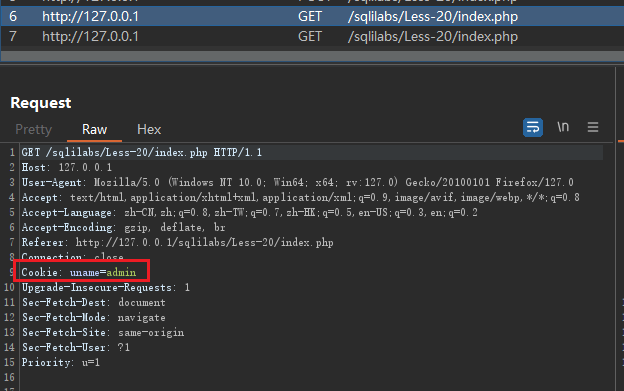 6 http://127.0.0.1 GET /sqlilabs/Less-20/index.php
7 http://127.0.0.1 GET /sqlilabs/Less-20/index.php
Request
Pretty Raw Hex \n
1 GET /sqlilabs/Less-20/index.php HTTP/1.1
2 Host: 127.0.0.1
3 User-Agent: Mozilla/5.0 (Windows NT 10.0; Win64; x64; rv:127.0) Gecko/20100101 Firefox/127.0
4 Accept: text/html,application/xhtml+xml,application/xml;q=0.9,image/avif,image/webp,*/*;q=0.8
5 Accept-Language: zh-CN,zh;q=0.8,zh-TW;q=0.7,zh-HK;q=0.5,en-US;q=0.3,en;q=0.2
6 Accept-Encoding: gzip, deflate, br
7 Referer: http://127.0.0.1/sqlilabs/Less-20/index.php
8 Connection: close
9 Cookie: uname=admin
10 Upgrade-Insecure-Requests: 1
11 Sec-Fetch-Dest: document
12 Sec-Fetch-Mode: navigate
13 Sec-Fetch-Site: same-origin
14 Sec-Fetch-User: ?1
15 Priority: u=1
16